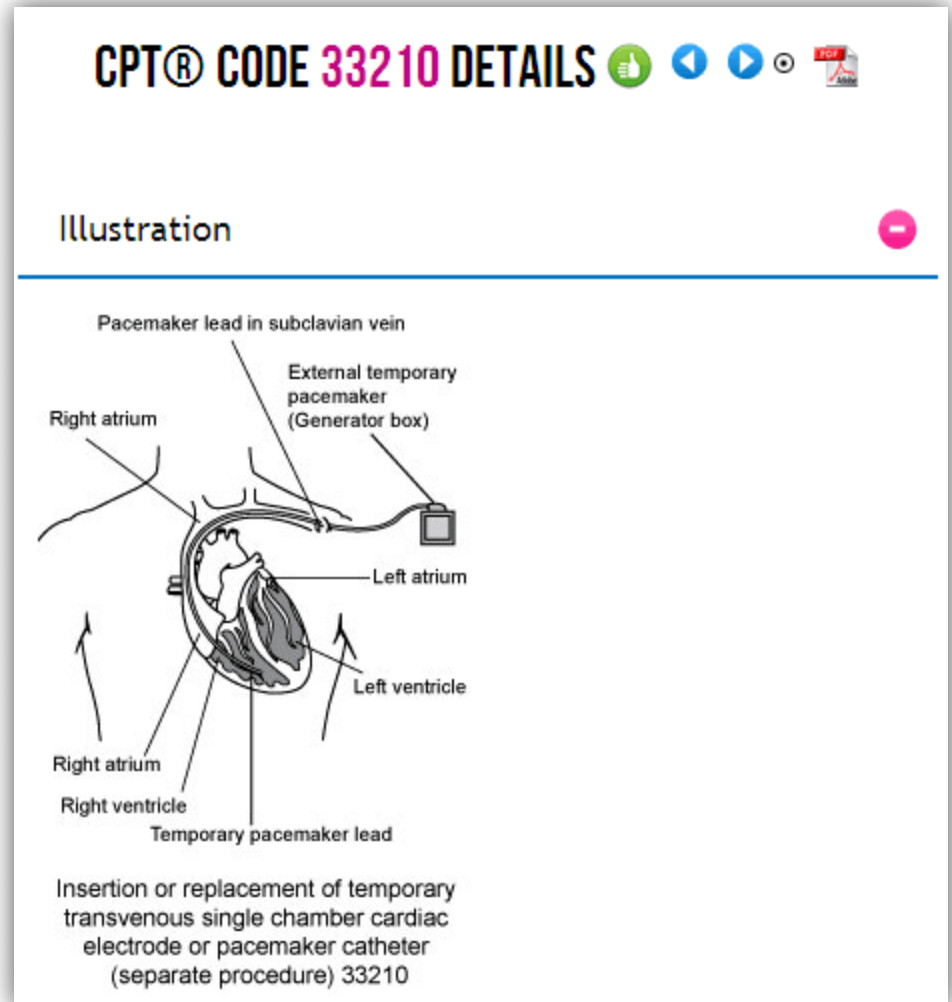 CPT® CODE 33210 DETAILS
PDF
Adobe
Illustration
Pacemaker lead in subclavian vein
External temporary
pacemaker
(Generator box)
Right atrium
Left atrium
Left ventricle
Right atrium
Right ventricle
Temporary pacemaker lead
Insertion or replacement of temporary
transvenous single chamber cardiac
electrode or pacemaker catheter
(separate procedure) 33210